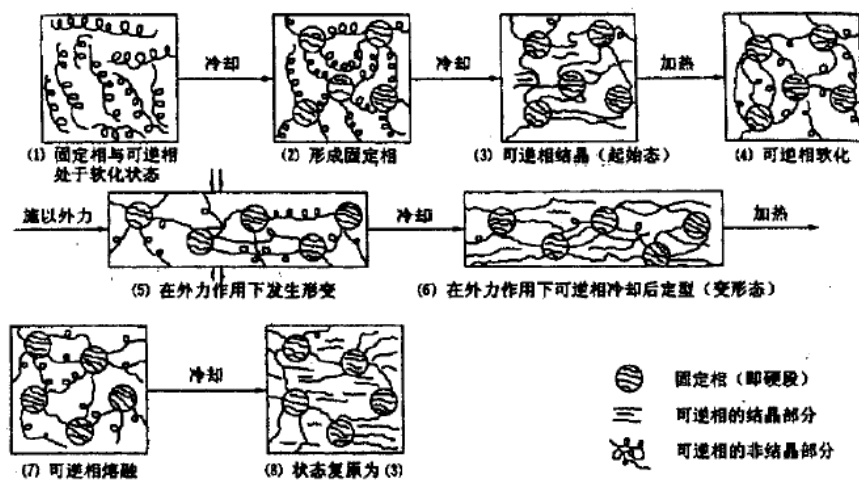 冷却
冷却
加热
(1) 固定相与可逆相
处于软化状态
(2) 形成固定相
(3) 可逆相结晶（起始态）
(4) 可逆相软化
施以外力
冷却
加热
(5) 在外力作用下发生形变
(6) 在外力作用下可逆相冷却后定型（变形态）
冷却
固定相（即硬段）
可逆相的结晶部分
可逆相的非结晶部分
(7) 可逆相熔融
(8) 状态复原为 (3)